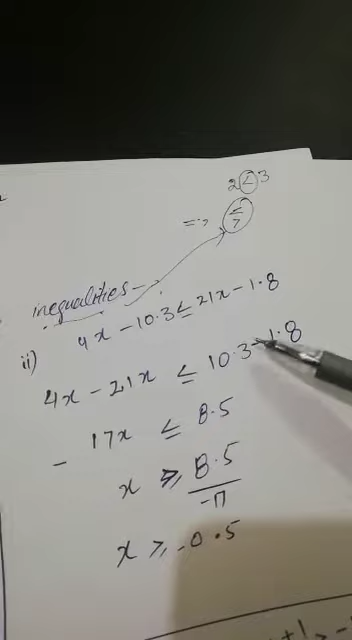 2 < 3
=> ≤ >
inequalities -
ii) 4x - 10.3 ≤ 21x - 1.8
4x - 21x ≤ 10.3 - 1.8
- 17x ≤ 8.5
x ≥ 8.5 / -17
x ≥ -0.5